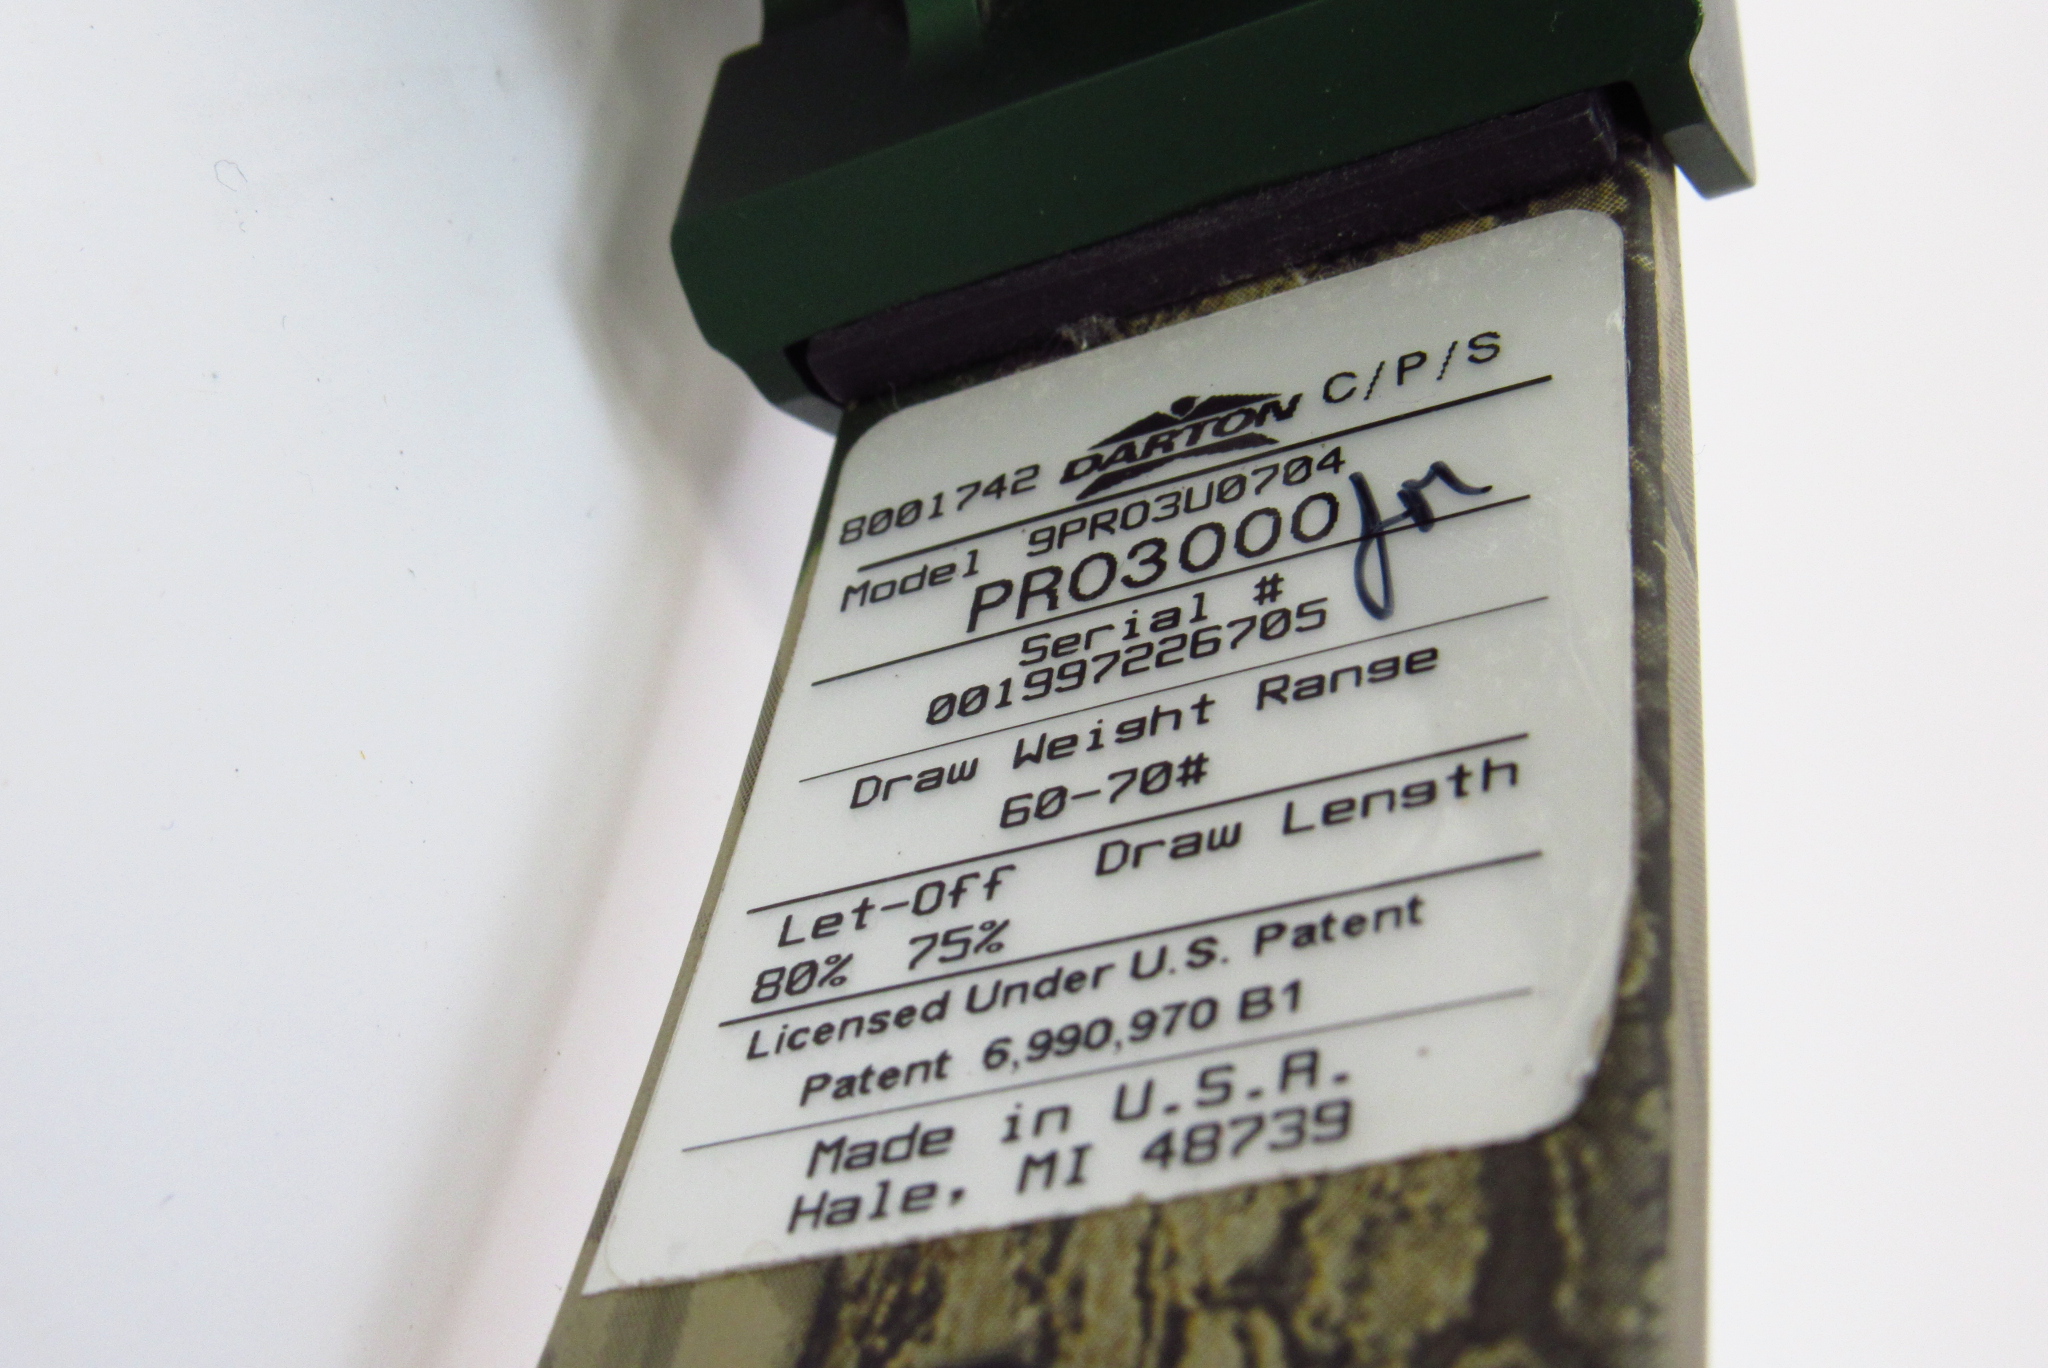 8001742 DARTON C/P/S
Model 9PRO3U0704
PRO3000
Serial #
001997226705
Draw Weight Range
60-70#
Let-Off Draw Length
80% 75%
Licensed Under U.S. Patent
Patent 6,990,970 B1
Made in U.S.A.
Hale, MI 48739